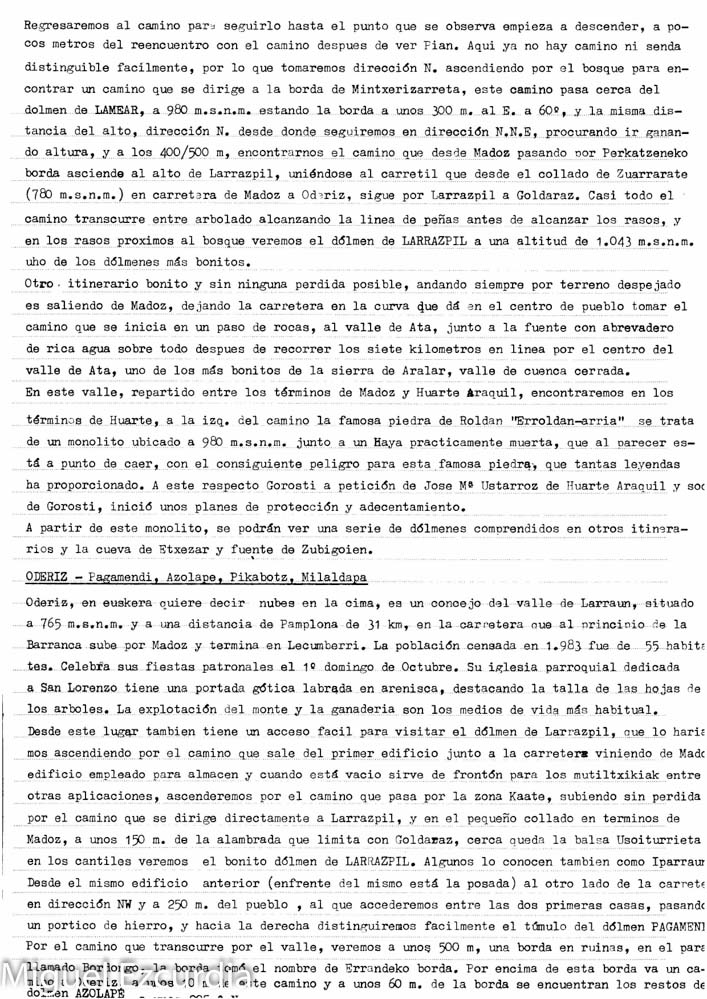 Regresaremos al camino para seguirlo hasta el punto que se observa empieza a descender, a po-
cos metros del reencuentro con el camino despues de ver Pian. Aqui ya no hay camino ni senda
distinguible facilmente, por lo que tomaremos dirección N. ascendiendo por el bosque para en-
contrar un camino que se dirige a la borda de Mintxerizarreta, este camino pasa cerca del
dolmen de LAMEAR, a 980 m.s.n.m. estando la borda a unos 300 m. al E. a 60º, y la misma dis-
tancia del alto, dirección N. desde donde seguiremos en dirección N.N.E, procurando ir ganan-
do altura, y a los 400/500 m, encontrarnos el camino que desde Madoz pasando por Perkatzeneko
borda asciende al alto de Larrazpil, uniéndose al carretil que desde el collado de Zuarrarate
(780 m.s.n.m.) en carretera de Madoz a Oderiz, sigue por Larrazpil a Goldaraz. Casi todo el
camino transcurre entre arbolado alcanzando la linea de peñas antes de alcanzar los rasos, y
en los rasos proximos al bosque veremos el dólmen de LARRAZPIL a una altitud de 1.043 m.s.n.m.
uho de los dólmenes más bonitos.
Otro itinerario bonito y sin ninguna perdida posible, andando siempre por terreno despejado
es saliendo de Madoz, dejando la carretera en la curva que dá en el centro de pueblo tomar el
camino que se inicia en un paso de rocas, al valle de Ata, junto a la fuente con abrevadero
de rica agua sobre todo despues de recorrer los siete kilometros en linea por el centro del
valle de Ata, uno de los más bonitos de la sierra de Aralar, valle de cuenca cerrada.
En este valle, repartido entre los términos de Madoz y Huarte Araquil, encontraremos en los
términos de Huarte, a la izq. del camino la famosa piedra de Roldan "Erroldan-arria" se trata
de un monolito ubicado a 980 m.s.n.m. junto a un Haya practicamente muerta, que al parecer es-
tá a punto de caer, con el consiguiente peligro para esta famosa piedra, que tantas leyendas
ha proporcionado. A este respecto Gorosti a petición de Jose Mª Ustarroz de Huarte Araquil y soc
de Gorosti, inició unos planes de protección y adecentamiento.
A partir de este monolito, se podrán ver una serie de dólmenes comprendidos en otros itinera-
rios y la cueva de Etxezar y fuente de Zubigoien.
ODERIZ - Pagamendi, Azolape, Pikabotz, Milaldapa
Oderiz, en euskera quiere decir nubes en la cima, es un concejo del valle de Larraun, situado
a 765 m.s.n.m. y a una distancia de Pamplona de 31 km, en la carretera que al principio de la
Barranca sube por Madoz y termina en Lecumberri. La población censada en 1.983 fue de 55 habita
tes. Celebra sus fiestas patronales el 1º domingo de Octubre. Su iglesia parroquial dedicada
a San Lorenzo tiene una portada gótica labrada en arenisca, destacando la talla de las hojas de
los arboles. La explotación del monte y la ganaderia son los medios de vida más habitual.
Desde este lugar tambien tiene un acceso facil para visitar el dólmen de Larrazpil, que lo haria
mos ascendiendo por el camino que sale del primer edificio junto a la carretera viniendo de Mado
edificio empleado para almacen y cuando está vacio sirve de frontón para los mutiltxikiak entre
otras aplicaciones, ascenderemos por el camino que pasa por la zona Kaate, subiendo sin perdida
por el camino que se dirige directamente a Larrazpil, y en el pequeño collado en terminos de
Madoz, a unos 150 m. de la alambrada que limita con Goldaraz, cerca queda la balsa Usoiturrieta
en los cantiles veremos el bonito dólmen de LARRAZPIL. Algunos lo conocen tambien como Iparraur
Desde el mismo edificio anterior (enfrente del mismo está la posada) al otro lado de la carrete
en dirección NW y a 250 m. del pueblo , al que accederemos entre las dos primeras casas, pasando
un portico de hierro, y hacia la derecha distinguiremos facilmente el túmulo del dólmen PAGAMEND
Por el camino que transcurre por el valle, veremos a unos 500 m, una borda en ruinas, en el para
llamado Bordongo, la borda tomó el nombre de Errandeko borda. Por encima de esta borda va un ca-
mino a Oderiz, a unos 10 m. este camino y a unos 60 m. de la borda se encuentran los restos de
dolmen AZOLAPE
Miguel Ezcurdia